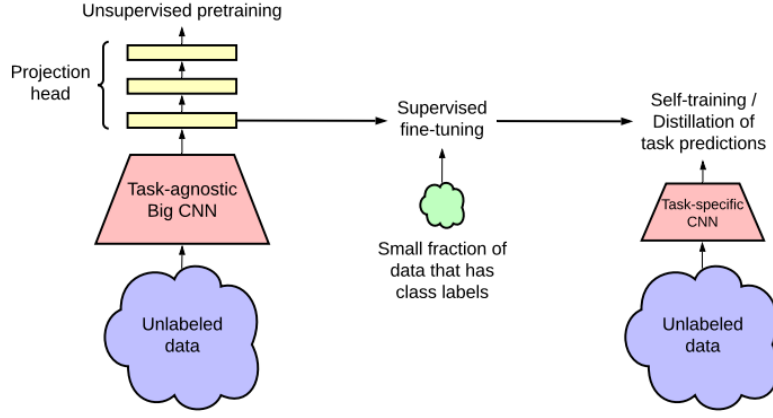 Unsupervised pretraining
Projection
head
Task-agnostic
Big CNN
Unlabeled
data
Supervised
fine-tuning
Small fraction of
data that has
class labels
Self-training /
Distillation of
task predictions
Task-specific
CNN
Unlabeled
data